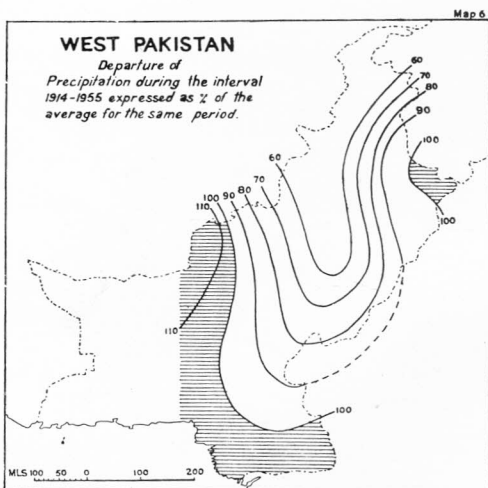 Map 6
WEST PAKISTAN
Departure of
Precipitation during the interval
1914-1955 expressed as % of the
average for the same period.
60
70
80
90
100
60
70
80
90
100
110
100
110
100
MLS 100 50 0 100 200